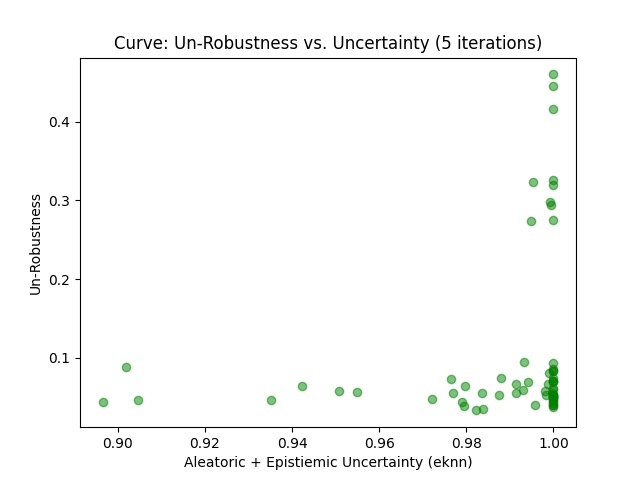 Curve: Un-Robustness vs. Uncertainty (5 iterations)
Un-Robustness
0.4
0.3
0.2
0.1
0.90 0.92 0.94 0.96 0.98 1.00
Aleatoric + Epistiemic Uncertainty (eknn)